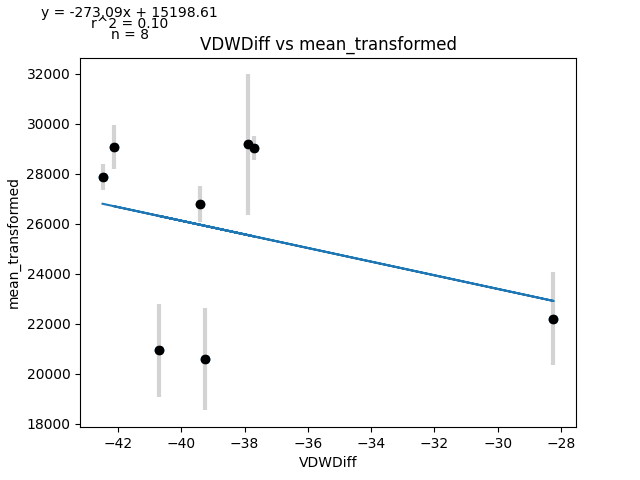 y = -273.09x + 15198.61
r^2 = 0.10
n = 8
VDWDiff vs mean_transformed
32000
30000
28000
26000
24000
22000
20000
18000
mean_transformed
−42
−40
−38
−36
−34
−32
−30
−28
VDWDiff